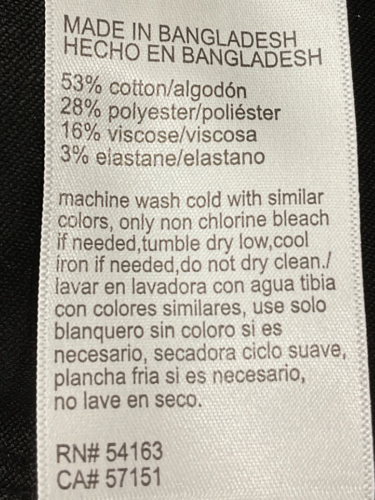 MADE IN BANGLADESH
HECHO EN BANGLADESH
53% cotton/algodón
28% polyester/poliéster
16% viscose/viscosa
3% elastane/elastano
machine wash cold with similar
colors, only non chlorine bleach
if needed,tumble dry low,cool
iron if needed,do not dry clean./
lavar en lavadora con agua tibia
con colores similares, use solo
blanquero sin coloro si es
necesario, secadora ciclo suave,
plancha fria si es necesario,
no lave en seco.
RN# 54163
CA# 57151